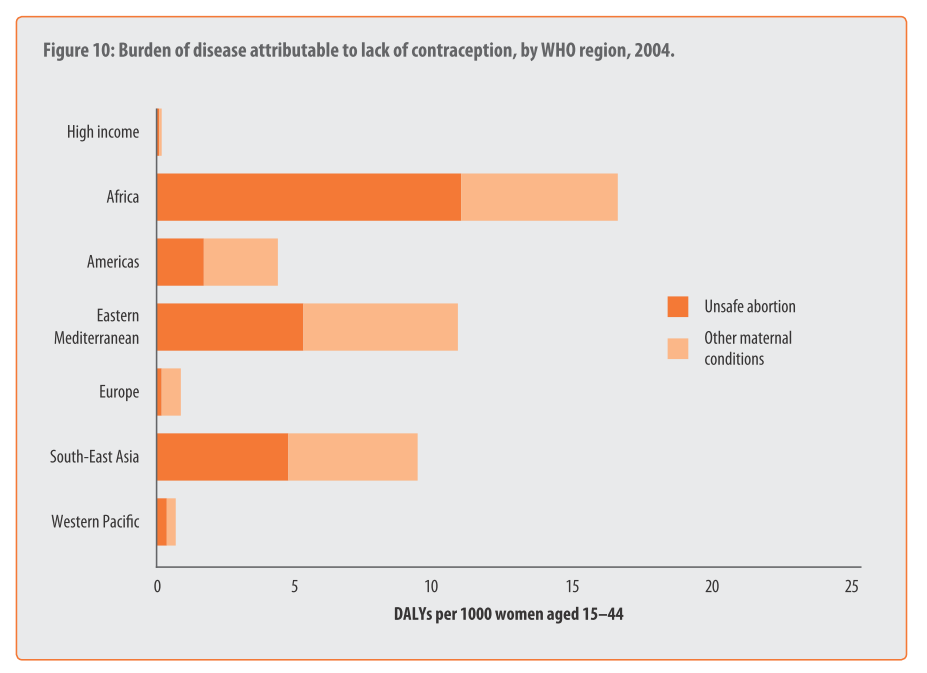 Figure 10: Burden of disease attributable to lack of contraception, by WHO region, 2004.
High income
Africa
Americas
Eastern
Mediterranean
Europe
South-East Asia
Western Pacific
Unsafe abortion
Other maternal
conditions
0 5 10 15 20 25
DALYs per 1000 women aged 15–44